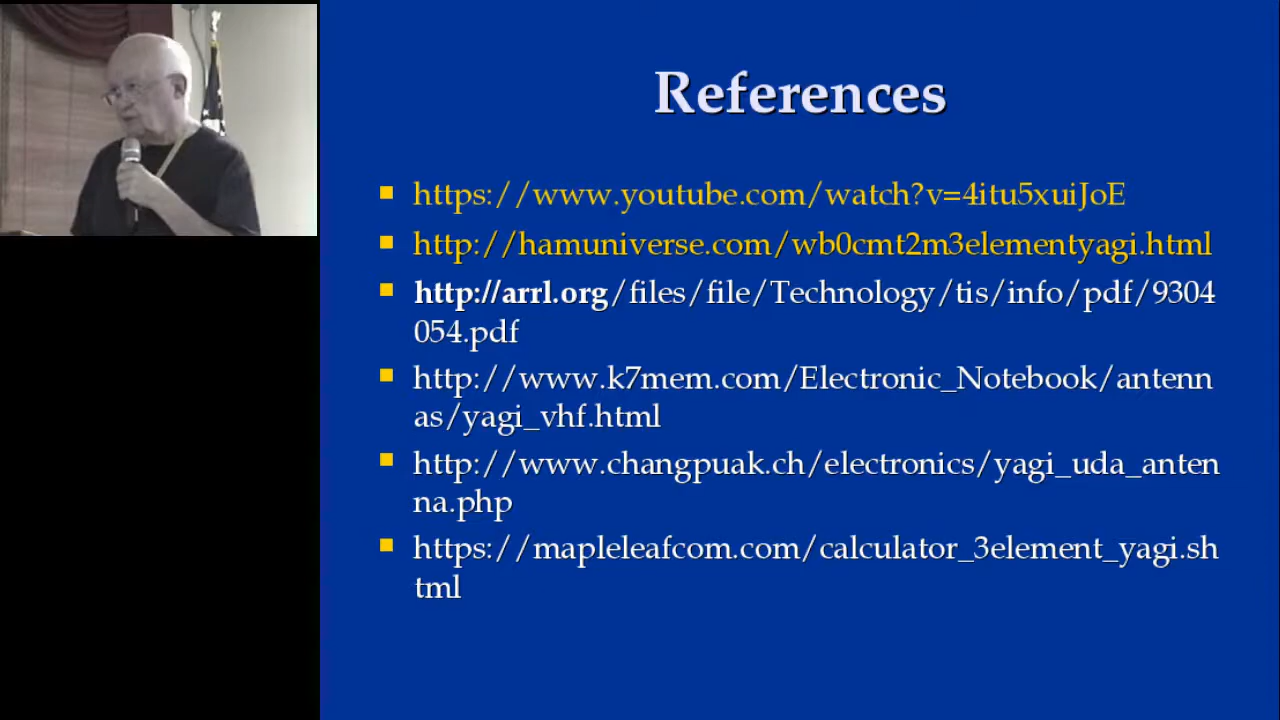 References
https://www.youtube.com/watch?v=4itu5xuiJoE
http://hamuniverse.com/wb0cmt2m3elementyagi.html
http://arrl.org/files/file/Technology/tis/info/pdf/9304
054.pdf
http://www.k7mem.com/Electronic_Notebook/antenn
as/yagi_vhf.html
http://www.changpuak.ch/electronics/yagi_uda_anten
na.php
https://mapleleafcom.com/calculator_3element_yagi.sh
tml